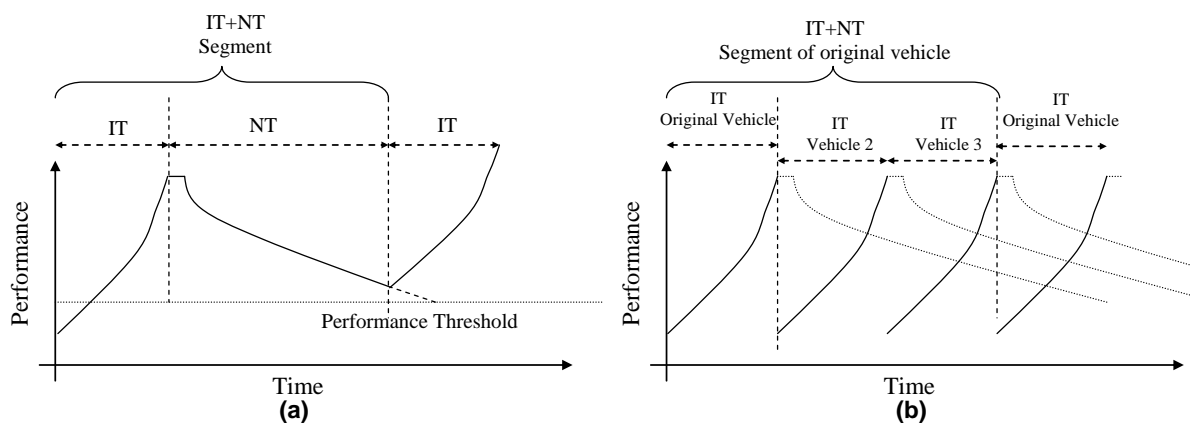 IT+NT
Segment
IT
NT
IT
Performance
Performance Threshold
Time
(a)
IT+NT
Segment of original vehicle
IT
Original Vehicle
IT
Vehicle 2
IT
Vehicle 3
IT
Original Vehicle
Performance
Time
(b)